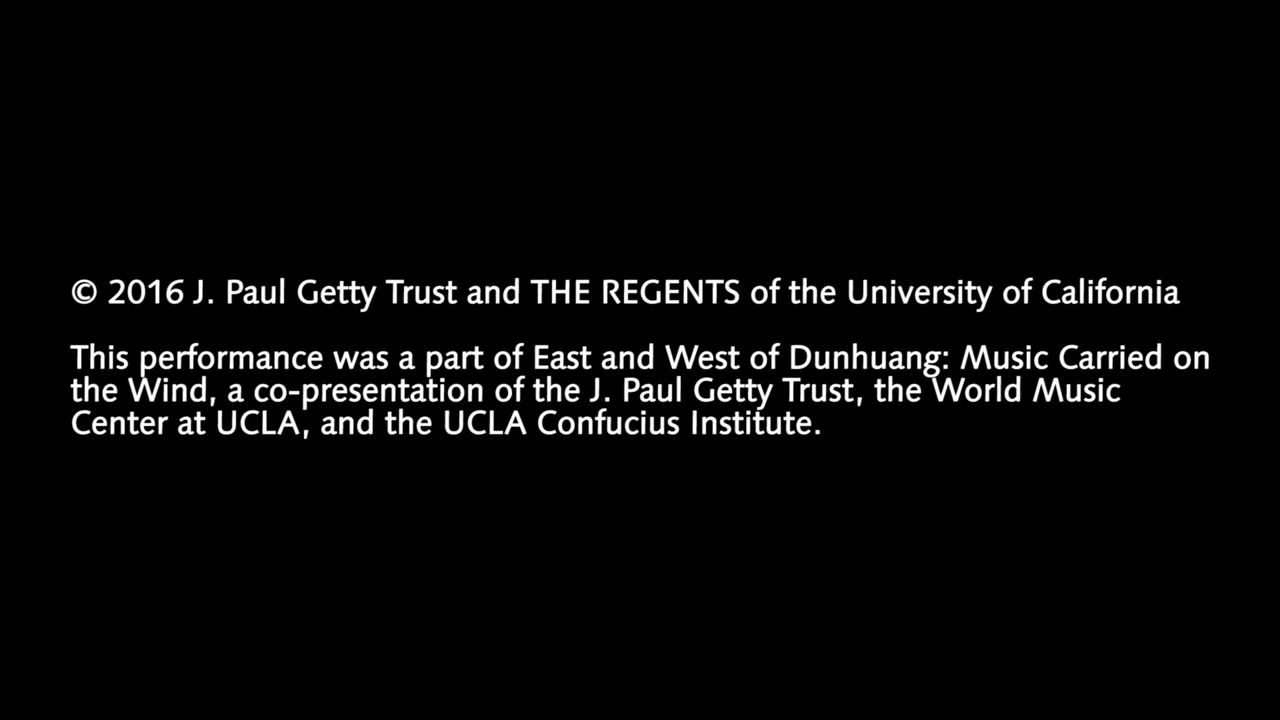 © 2016 J. Paul Getty Trust and THE REGENTS of the University of California
This performance was a part of East and West of Dunhuang: Music Carried on
the Wind, a co-presentation of the J. Paul Getty Trust, the World Music
Center at UCLA, and the UCLA Confucius Institute.